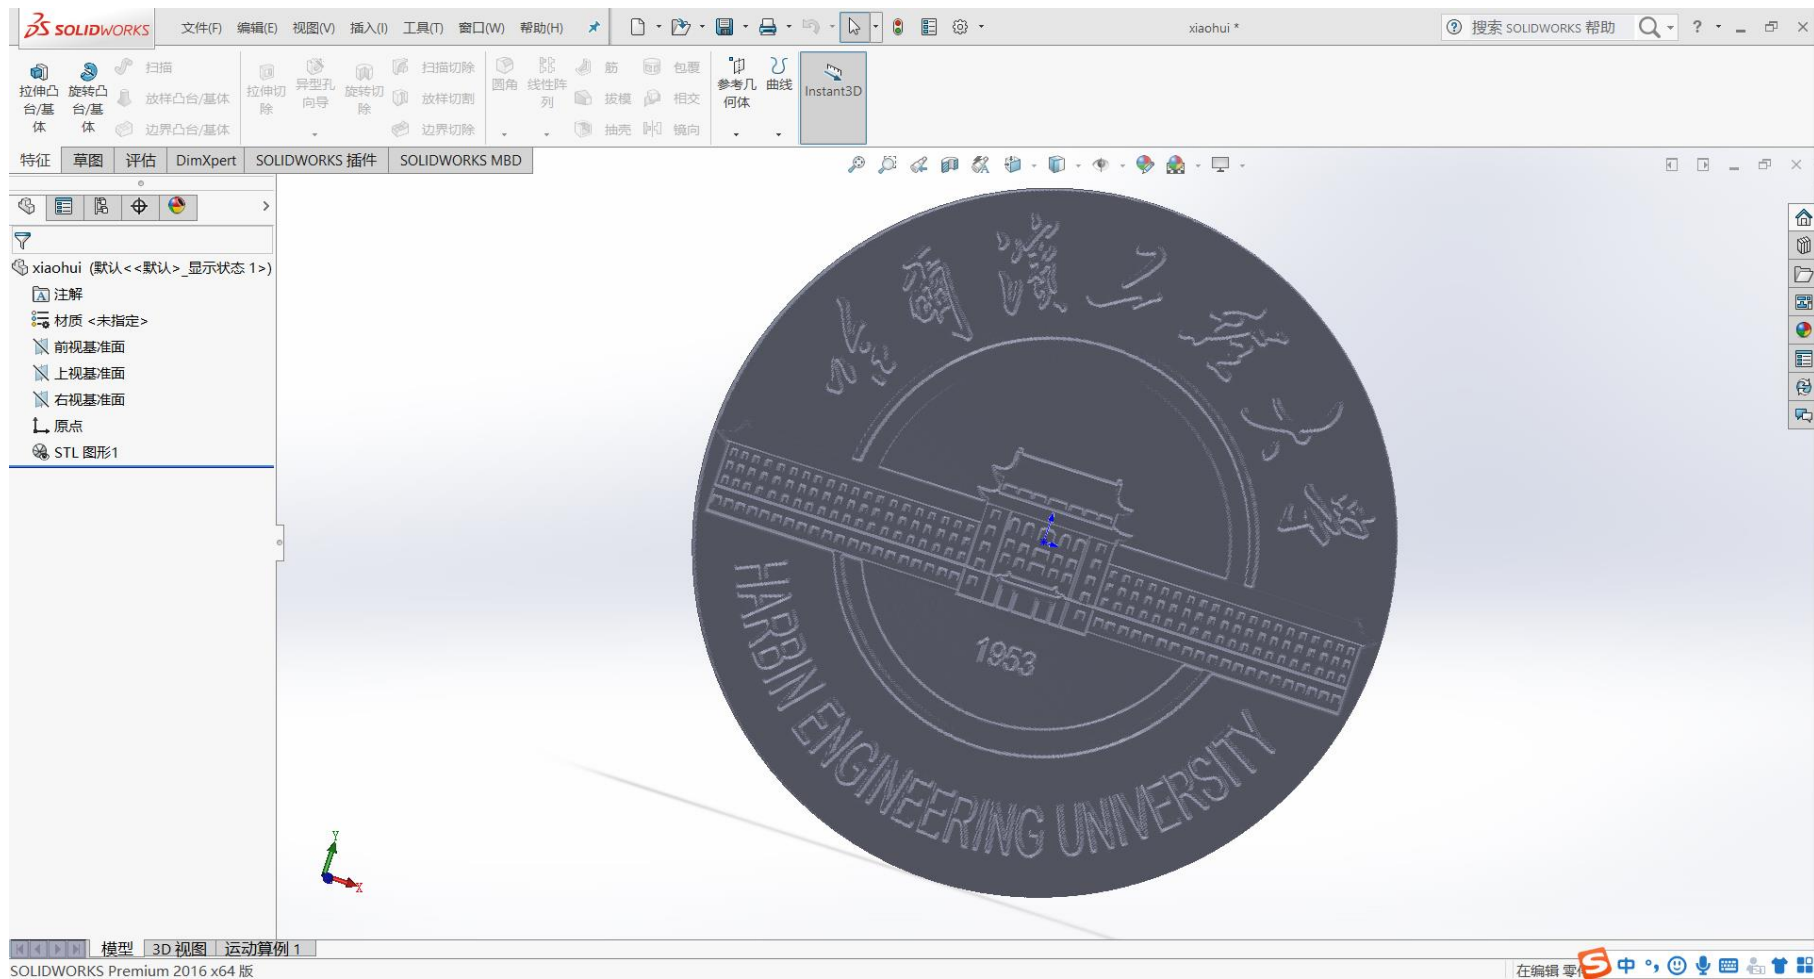 SOLIDWORKS 文件(F) 编辑(E) 视图(V) 插入(I) 工具(T) 窗口(W) 帮助(H) xiaohui * 搜索 SOLIDWORKS 帮助 ?
拉伸凸台/基体
旋转凸台/基体
扫描
放样凸台/基体
边界凸台/基体
拉伸切除
异型孔向导
旋转切除
扫描切除
放样切割
边界切除
圆角
线性阵列
筋
拔模
抽壳
包覆
相交
镜向
参考几何体
曲线
Instant3D
特征 草图 评估 DimXpert SOLIDWORKS 插件 SOLIDWORKS MBD
xiaohui (默认<<默认>_显示状态 1>)
注解
材质 <未指定>
前视基准面
上视基准面
右视基准面
原点
STL 图形1
哈尔滨工程大学
1953
HARBIN ENGINEERING UNIVERSITY
Y
X
模型 3D 视图 运动算例 1
SOLIDWORKS Premium 2016 x64 版
在编辑 零
中